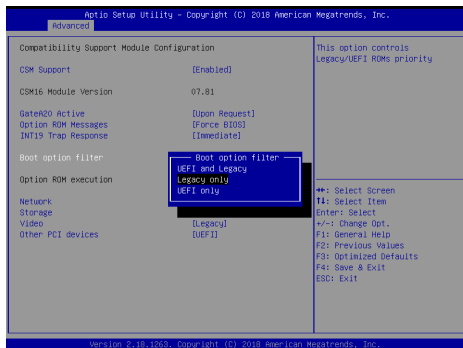 Aptio Setup Utility – Copyright (C) 2018 American Megatrends, Inc.
Advanced
Compatibility Support Module Configuration
CSM Support [Enabled]
CSM16 Module Version 07.81
GateA20 Active [Upon Request]
Option ROM Messages [Force BIOS]
INT19 Trap Response [Immediate]
Boot option filter
Option ROM execution
Network
Storage
Video [Legacy]
Other PCI devices [UEFI]
Boot option filter
UEFI and Legacy
Legacy only
UEFI only
This option controls
Legacy/UEFI ROMs priority
→←: Select Screen
↑↓: Select Item
Enter: Select
+/-: Change Opt.
F1: General Help
F2: Previous Values
F3: Optimized Defaults
F4: Save & Exit
ESC: Exit
Version 2.18.1263. Copyright (C) 2018 American Megatrends, Inc.